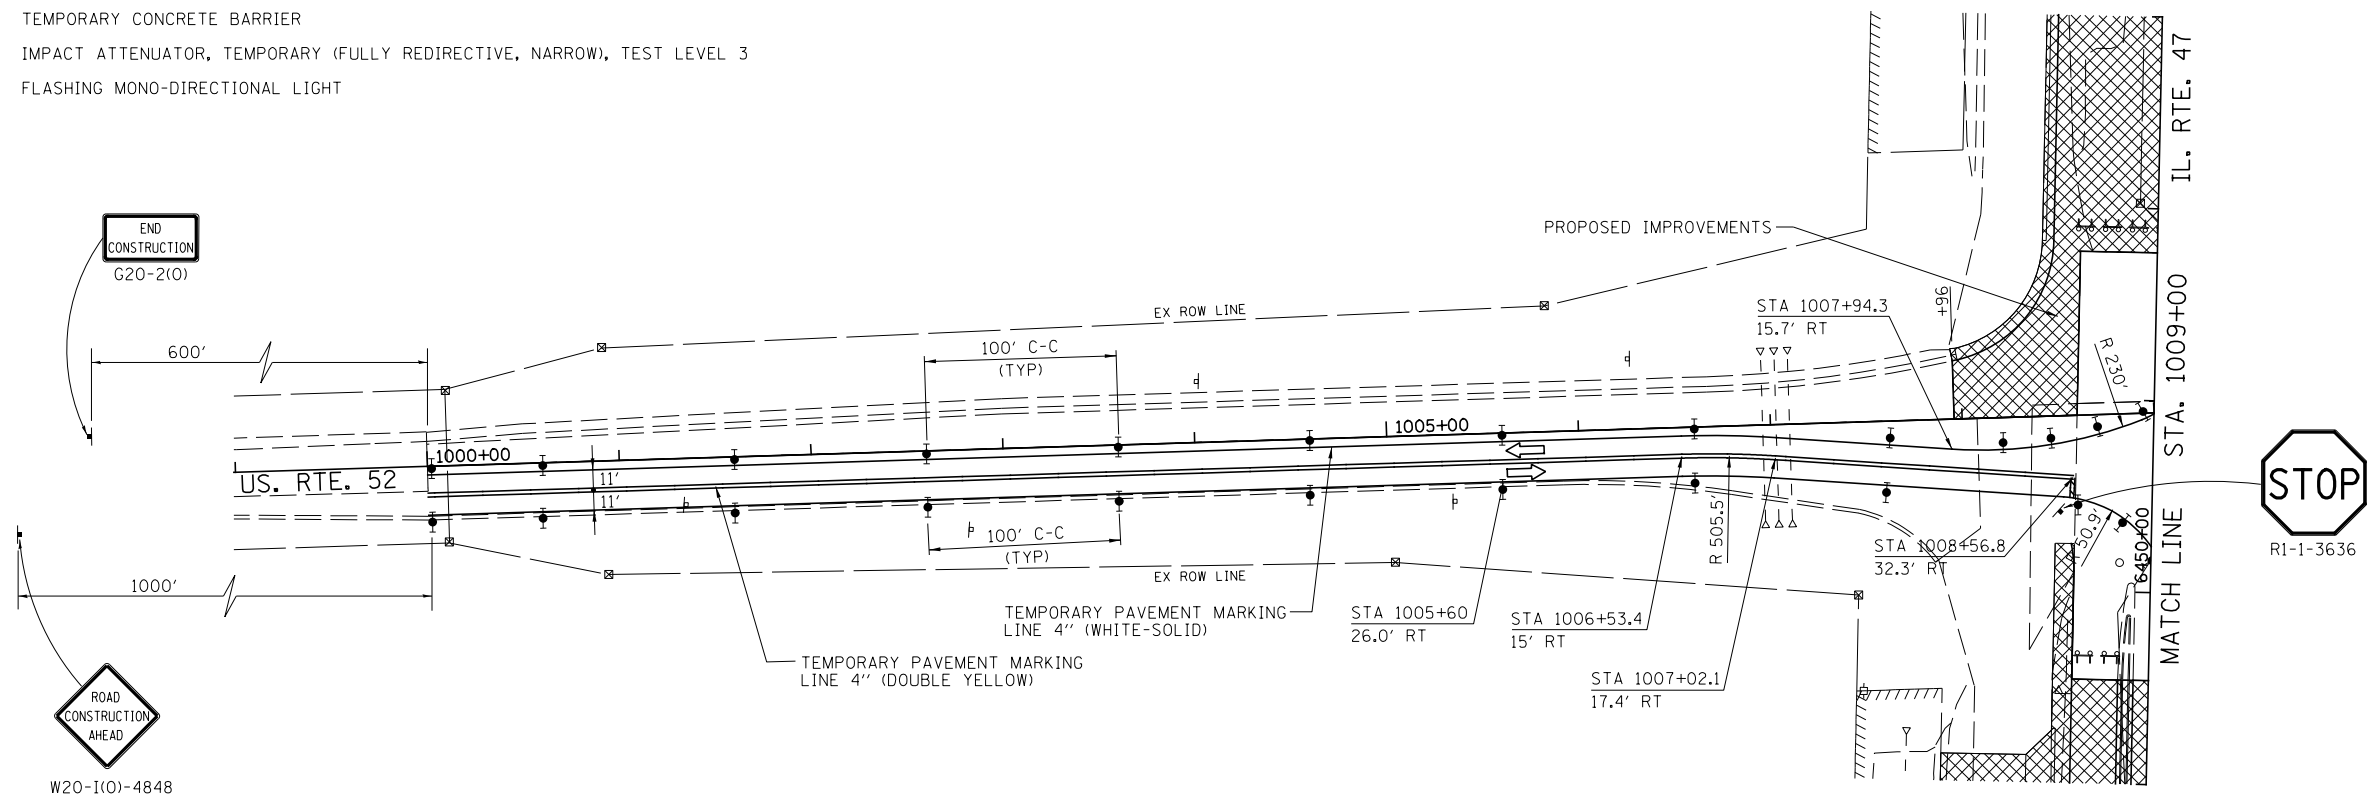 TEMPORARY CONCRETE BARRIER
IMPACT ATTENUATOR, TEMPORARY (FULLY REDIRECTIVE, NARROW), TEST LEVEL 3
FLASHING MONO-DIRECTIONAL LIGHT
IL. RTE. 47
END
CONSTRUCTION
G20-2(O)
PROPOSED IMPROVEMENTS
EX ROW LINE
STA 1007+94.3
15.7' RT
+96
R 230'
STA. 1009+00
600'
100' C-C
(TYP)
1005+00
1000+00
US. RTE. 52
11'
11'
STOP
R1-1-3636
R 505.5'
50.9'
6450+00
STA 1008+56.8
32.3' RT
100' C-C
(TYP)
EX ROW LINE
1000'
TEMPORARY PAVEMENT MARKING
LINE 4'' (WHITE-SOLID)
STA 1005+60
26.0' RT
STA 1006+53.4
15' RT
MATCH LINE
TEMPORARY PAVEMENT MARKING
LINE 4'' (DOUBLE YELLOW)
STA 1007+02.1
17.4' RT
ROAD
CONSTRUCTION
AHEAD
W20-I(O)-4848